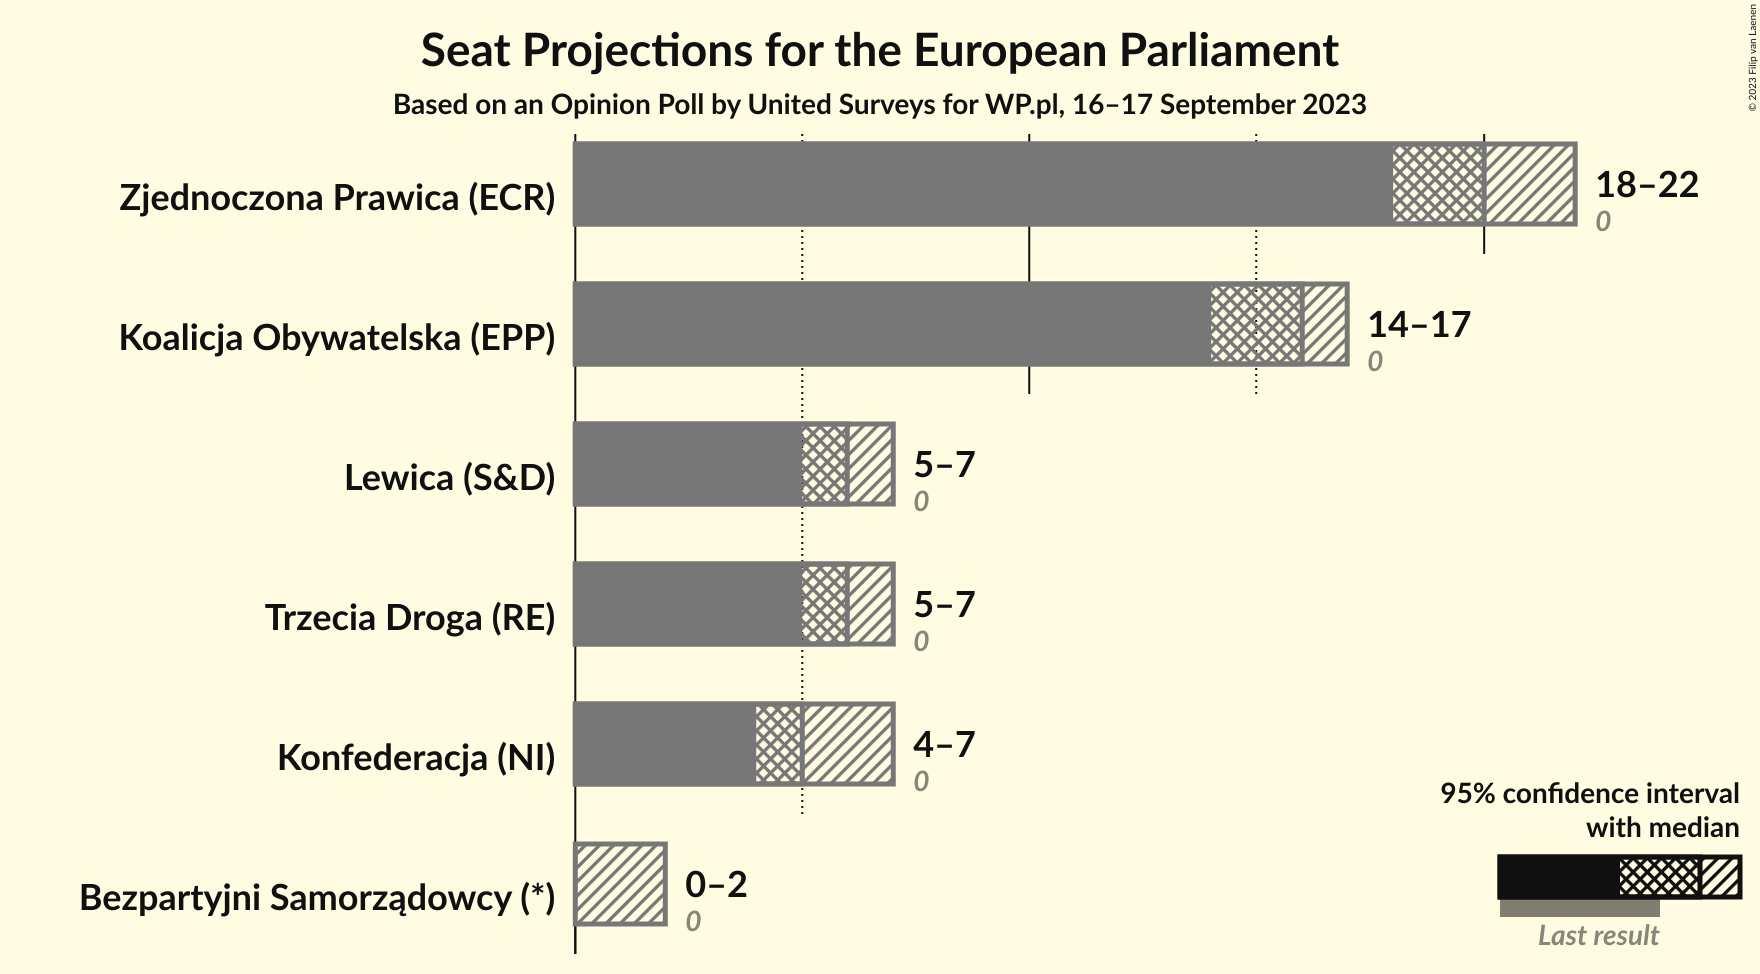 Seat Projections for the European Parliament
Based on an Opinion Poll by United Surveys for WP.pl, 16–17 September 2023
© 2023 Filip van Laenen
Zjednoczona Prawica (ECR)
18–22
0
Koalicja Obywatelska (EPP)
14–17
0
Lewica (S&D)
5–7
0
Trzecia Droga (RE)
5–7
0
Konfederacja (NI)
4–7
0
Bezpartyjni Samorządowcy (*)
0–2
0
95% confidence interval
with median
Last result